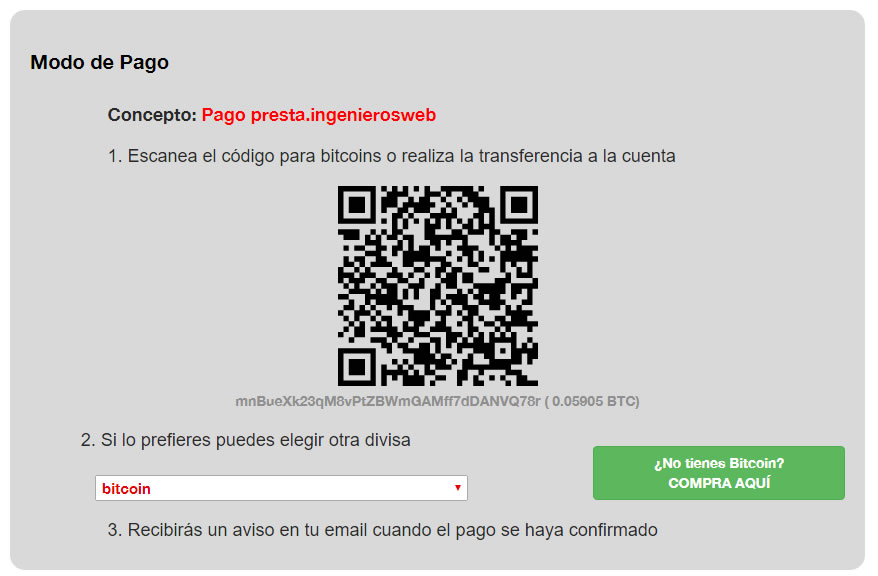 Modo de Pago
Concepto: Pago presta.ingenierosweb
1. Escanea el código para bitcoins o realiza la transferencia a la cuenta
mnBueXk23qM8vPtZBWmGAMff7dDANVQ78r ( 0.05905 BTC)
2. Si lo prefieres puedes elegir otra divisa
¿No tienes Bitcoin?
COMPRA AQUÍ
bitcoin
3. Recibirás un aviso en tu email cuando el pago se haya confirmado